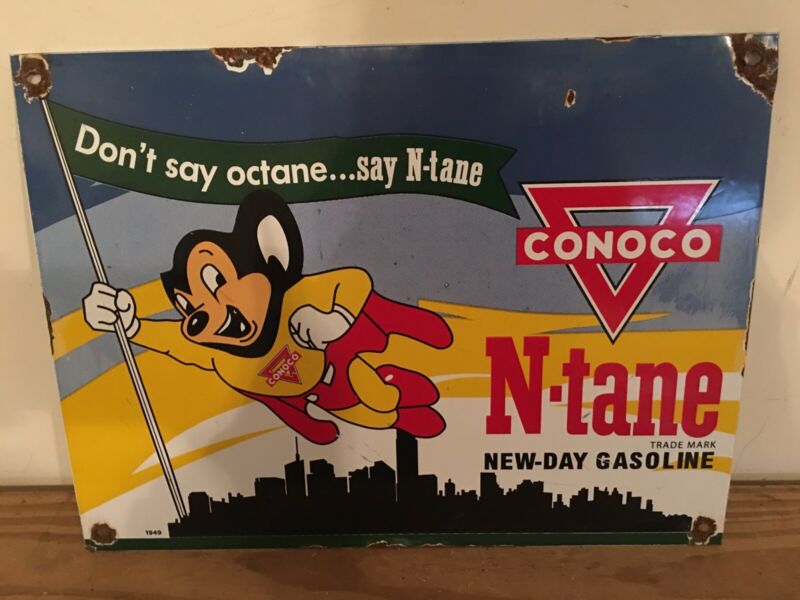 Don't say octane...say N-tane
CONOCO
CONOCO
N-tane
TRADE MARK
NEW-DAY GASOLINE
1949